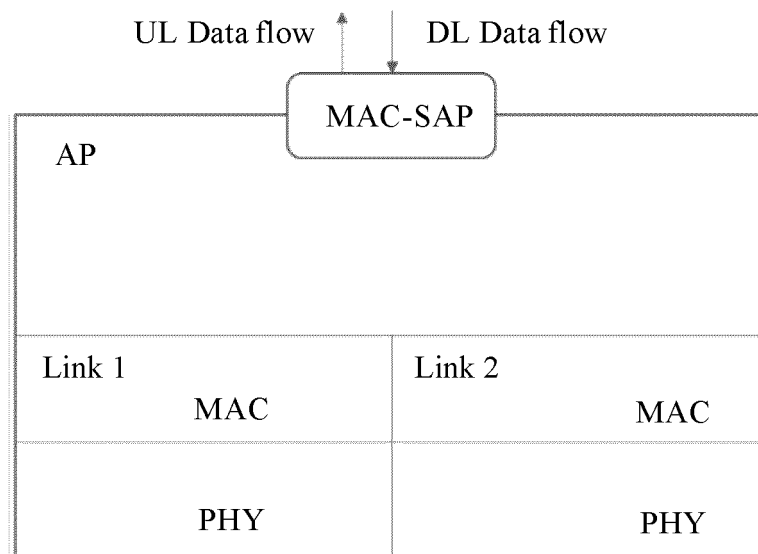 UL Data flow
DL Data flow
MAC-SAP
AP
Link 1
Link 2
MAC
MAC
PHY
PHY